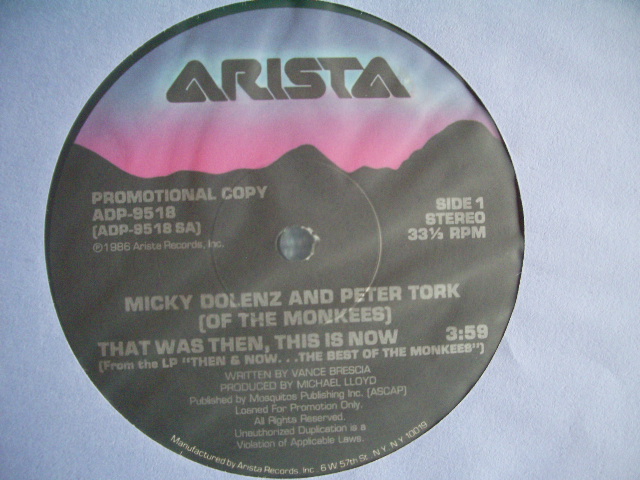 ARISTA
PROMOTIONAL COPY
ADP-9518
(ADP-9518 SA)
℗1986 Arista Records, Inc.
SIDE 1
STEREO
33⅓ RPM
MICKY DOLENZ AND PETER TORK
(OF THE MONKEES)
THAT WAS THEN, THIS IS NOW 3:59
(From the LP "THEN & NOW. . .THE BEST OF THE MONKEES")
WRITTEN BY VANCE BRESCIA
PRODUCED BY MICHAEL LLOYD
Published by Mosquitos Publishing Inc. (ASCAP)
Loaned For Promotion Only.
All Rights Reserved.
Unauthorized Duplication is a
Violation of Applicable Laws.
Manufactured by Arista Records, Inc. 6 W 57th St. N.Y. N.Y 10019